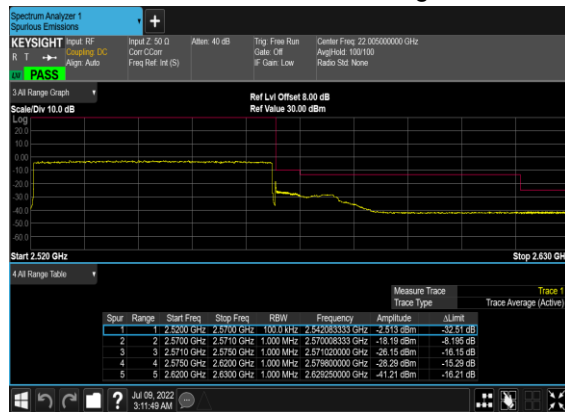 Spectrum Analyzer 1
Spurious Emissions
KEYSIGHT Input: RF Input Z: 50 Ω Atten: 40 dB Trig: Free Run Center Freq: 22.005000000 GHz
R T Coupling: DC Corr CCorr Gate: Off Avg|Hold: 100/100
Align: Auto Freq Ref: Int (S) IF Gain: Low Radio Std: None
LXI PASS
3 All Range Graph
Ref Lvl Offset 8.00 dB
Scale/Div 10.0 dB Ref Value 30.00 dBm
Log
20.0
10.0
0.00
-10.0
-20.0
-30.0
-40.0
-50.0
-60.0
Start 2.520 GHz Stop 2.630 GH
4 All Range Table
Measure Trace Trace 1
Trace Type Trace Average (Active)
Spur Range Start Freq Stop Freq RBW Frequency Amplitude ΔLimit
1 1 2.5200 GHz 2.5700 GHz 100.0 kHz 2.542083333 GHz -2.513 dBm -32.51 dB
2 2 2.5700 GHz 2.5710 GHz 1.000 MHz 2.570008333 GHz -18.19 dBm -8.195 dB
3 3 2.5710 GHz 2.5750 GHz 1.000 MHz 2.571020000 GHz -26.15 dBm -16.15 dB
4 4 2.5750 GHz 2.6200 GHz 1.000 MHz 2.579800000 GHz -28.29 dBm -15.29 dB
5 5 2.6200 GHz 2.6300 GHz 1.000 MHz 2.629250000 GHz -41.21 dBm -16.21 dB
Jul 09, 2022
3:11:49 AM